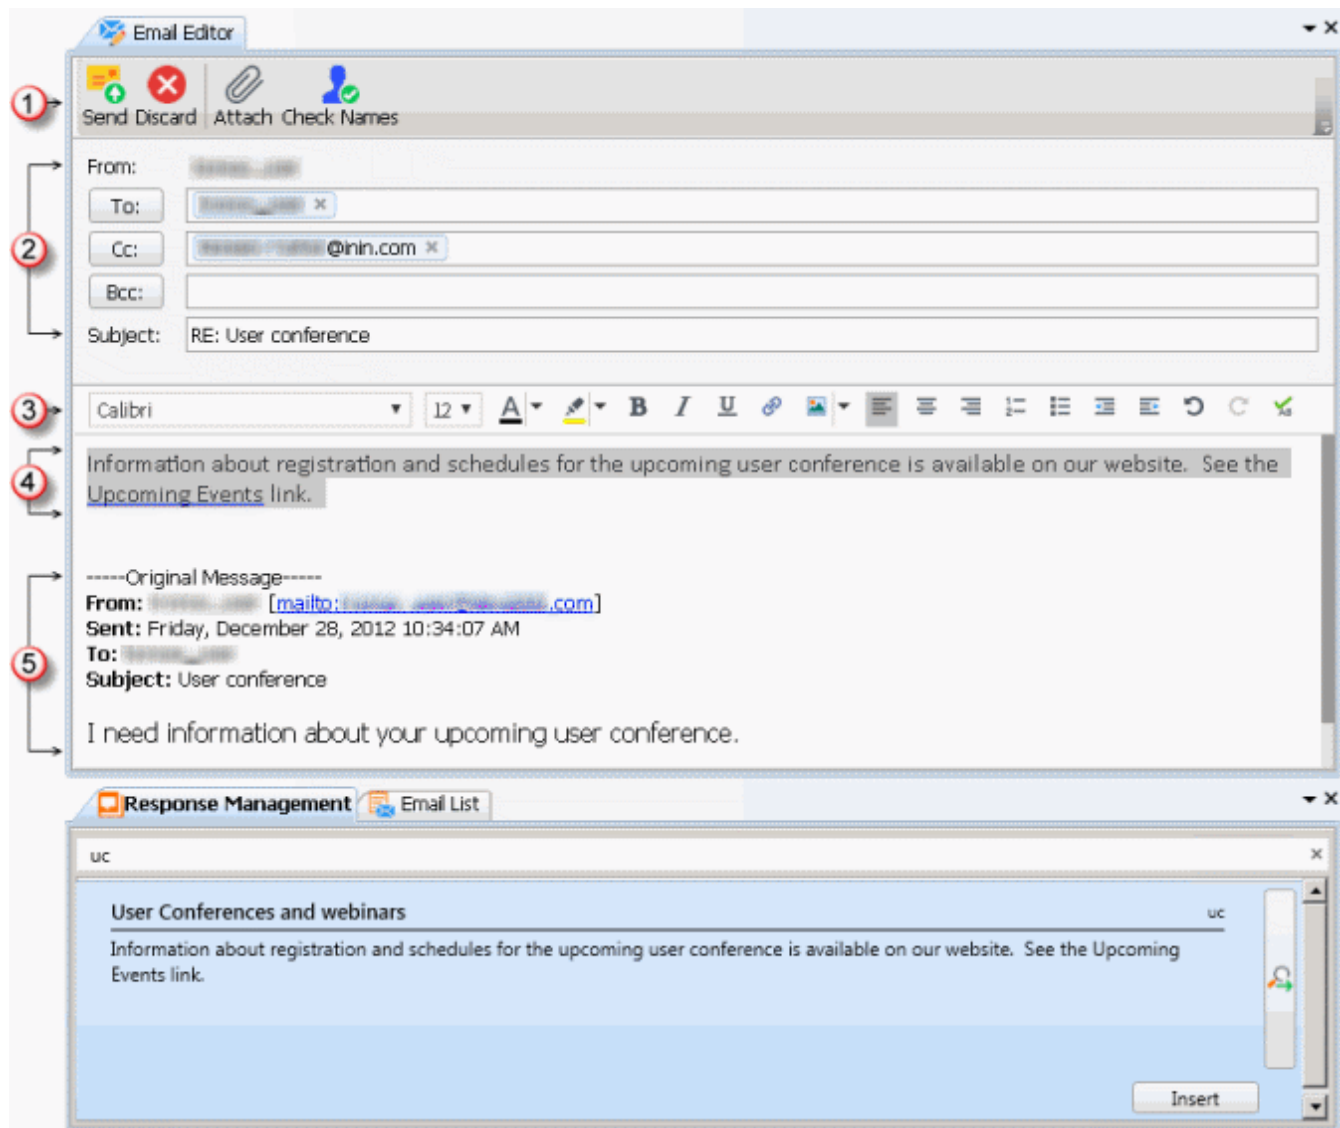 Email Editor
1
Send Discard Attach Check Names
2
From:
To:
Cc: @inin.com
Bcc:
Subject: RE: User conference
3
Calibri 12 A B I U
4
Information about registration and schedules for the upcoming user conference is available on our website. See the
Upcoming Events link.
5
-----Original Message-----
From: [mailto: .com]
Sent: Friday, December 28, 2012 10:34:07 AM
To:
Subject: User conference
I need information about your upcoming user conference.
Response Management Email List
uc
User Conferences and webinars uc
Information about registration and schedules for the upcoming user conference is available on our website. See the Upcoming
Events link.
Insert